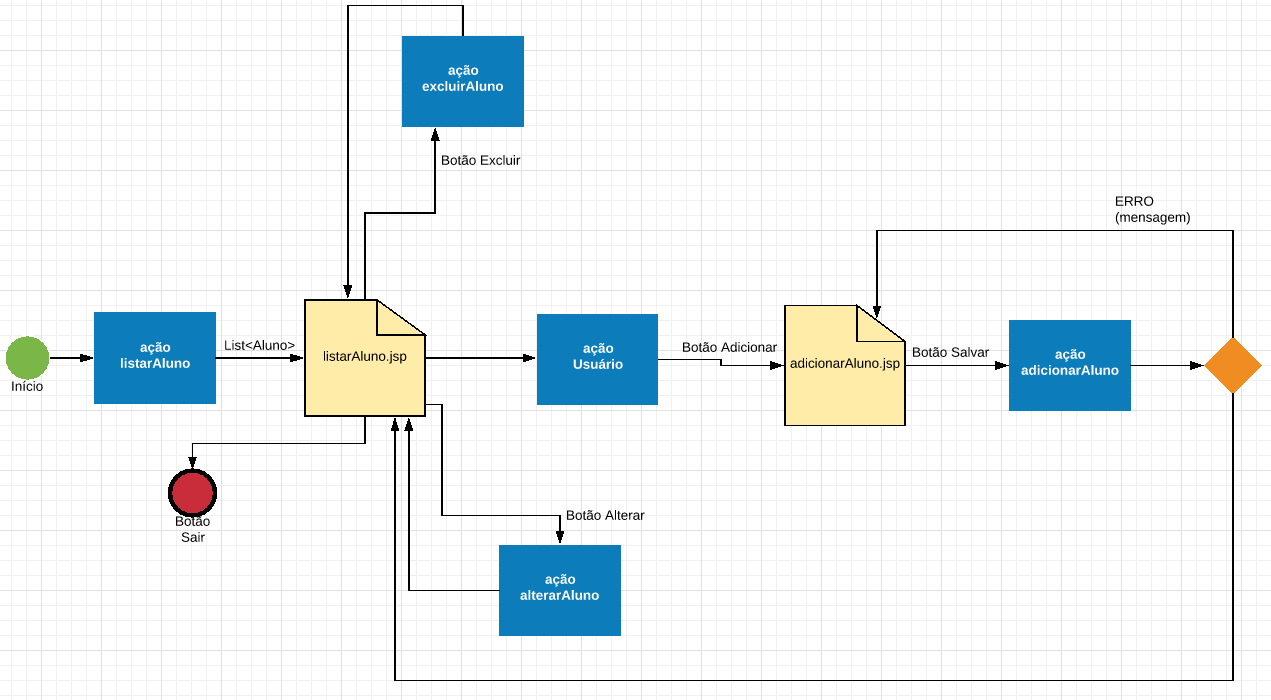 ação
excluirAluno
Botão Excluir
ERRO
(mensagem)
Início
ação
listarAluno
List<Aluno>
listarAluno.jsp
ação
Usuário
Botão Adicionar
adicionarAluno.jsp
Botão Salvar
ação
adicionarAluno
Botão
Sair
Botão Alterar
ação
alterarAluno